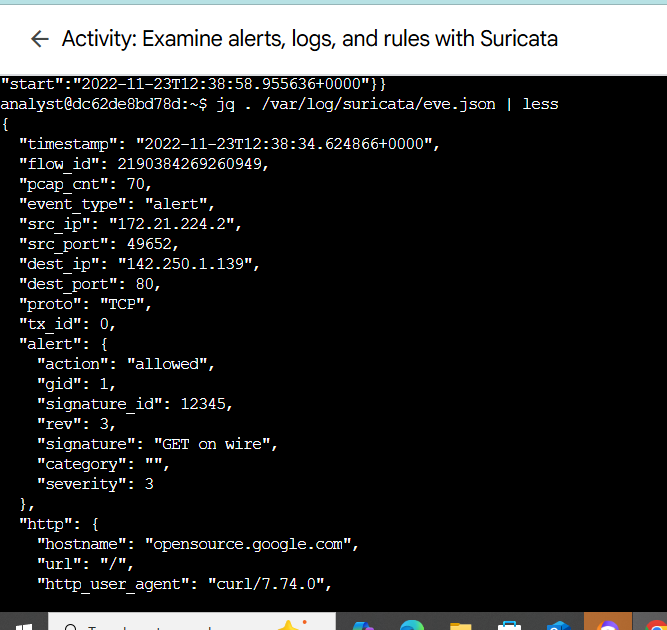 ← Activity: Examine alerts, logs, and rules with Suricata
"start":"2022-11-23T12:38:58.955636+0000"}}
analyst@dc62de8bd78d:~$ jq . /var/log/suricata/eve.json | less
{
  "timestamp": "2022-11-23T12:38:34.624866+0000",
  "flow_id": 2190384269260949,
  "pcap_cnt": 70,
  "event_type": "alert",
  "src_ip": "172.21.224.2",
  "src_port": 49652,
  "dest_ip": "142.250.1.139",
  "dest_port": 80,
  "proto": "TCP",
  "tx_id": 0,
  "alert": {
    "action": "allowed",
    "gid": 1,
    "signature_id": 12345,
    "rev": 3,
    "signature": "GET on wire",
    "category": "",
    "severity": 3
  },
  "http": {
    "hostname": "opensource.google.com",
    "url": "/",
    "http_user_agent": "curl/7.74.0",